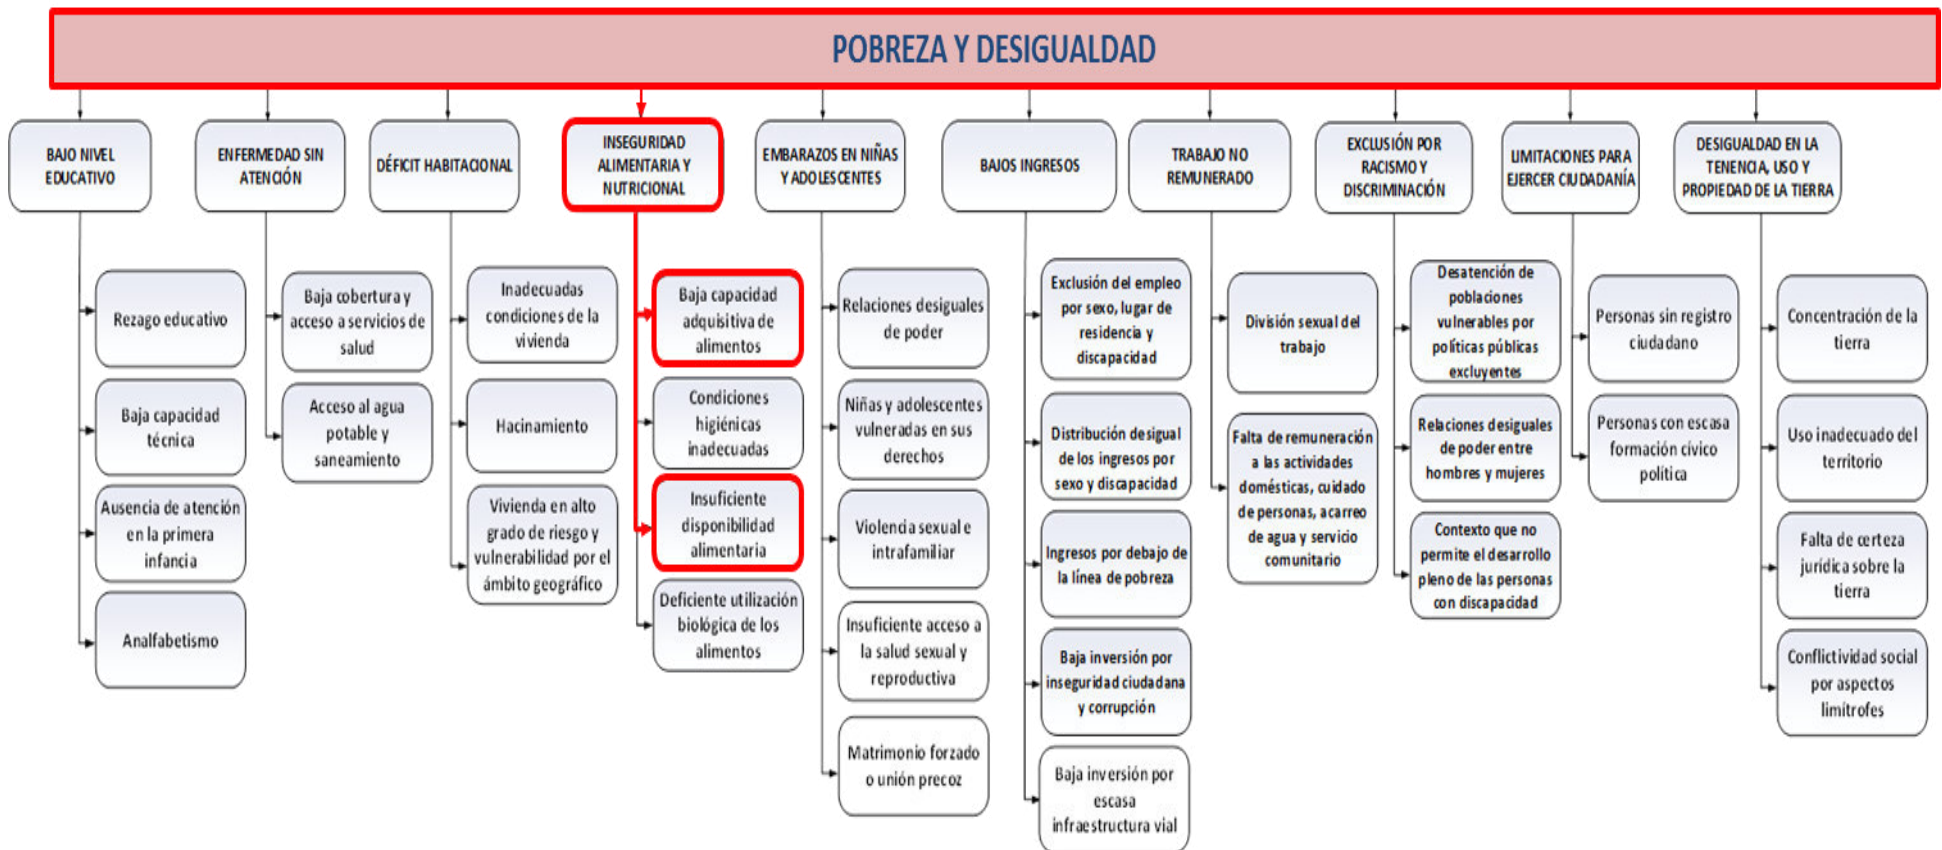 POBREZA Y DESIGUALDAD
BAJO NIVEL
EDUCATIVO
Rezago educativo
Baja capacidad
técnica
Ausencia de atención
en la primera
infancia
Analfabetismo
ENFERMEDAD SIN
ATENCIÓN
Baja cobertura y
acceso a servicios de
salud
Acceso al agua
potable y
saneamiento
DÉFICIT HABITACIONAL
Inadecuadas
condiciones de la
vivienda
Hacinamiento
Vivienda en alto
grado de riesgo y
vulnerabilidad por el
ámbito geográfico
INSEGURIDAD
ALIMENTARIA Y
NUTRICIONAL
Baja capacidad
adquisitiva de
alimentos
Condiciones
higiénicas
inadecuadas
Insuficiente
disponibilidad
alimentaria
Deficiente utilización
biológica de los
alimentos
EMBARAZOS EN NIÑAS
Y ADOLESCENTES
Relaciones desiguales
de poder
Niñas y adolescentes
vulneradas en sus
derechos
Violencia sexual e
intrafamiliar
Insuficiente acceso a
la salud sexual y
reproductiva
Matrimonio forzado
o unión precoz
BAJOS INGRESOS
Exclusión del empleo
por sexo, lugar de
residencia y
discapacidad
Distribución desigual
de los ingresos por
sexo y discapacidad
Ingresos por debajo de
la línea de pobreza
Baja inversión por
inseguridad ciudadana
y corrupción
Baja inversión por
escasa
infraestructura vial
TRABAJO NO
REMUNERADO
División sexual del
trabajo
Falta de remuneración
a las actividades
domésticas, cuidado
de personas, acarreo
de agua y servicio
comunitario
EXCLUSIÓN POR
RACISMO Y
DISCRIMINACIÓN
Desatención de
poblaciones
vulnerables por
políticas públicas
excluyentes
Relaciones desiguales
de poder entre
hombres y mujeres
Contexto que no
permite el desarrollo
pleno de las personas
con discapacidad
LIMITACIONES PARA
EJERCER CIUDADANÍA
Personas sin registro
ciudadano
Personas con escasa
formación cívico
política
DESIGUALDAD EN LA
TENENCIA, USO Y
PROPIEDAD DE LA TIERRA
Concentración de la
tierra
Uso inadecuado del
territorio
Falta de certeza
jurídica sobre la
tierra
Conflictividad social
por aspectos
limítrofes